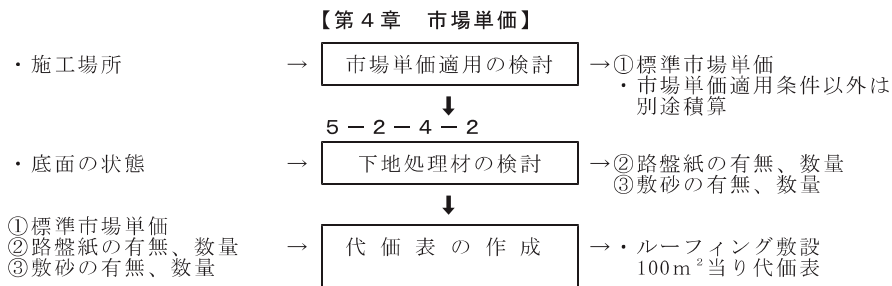 【第４章　市場単価】
・施工場所　→　市場単価適用の検討　→①標準市場単価
・市場単価適用条件以外は
別途積算
⬇
５－２－４－２
・底面の状態　→　下地処理材の検討　→②路盤紙の有無、数量
③敷砂の有無、数量
⬇
①標準市場単価
②路盤紙の有無、数量　→　代価表の作成　→・ルーフィング敷設
③敷砂の有無、数量　100m²当り代価表